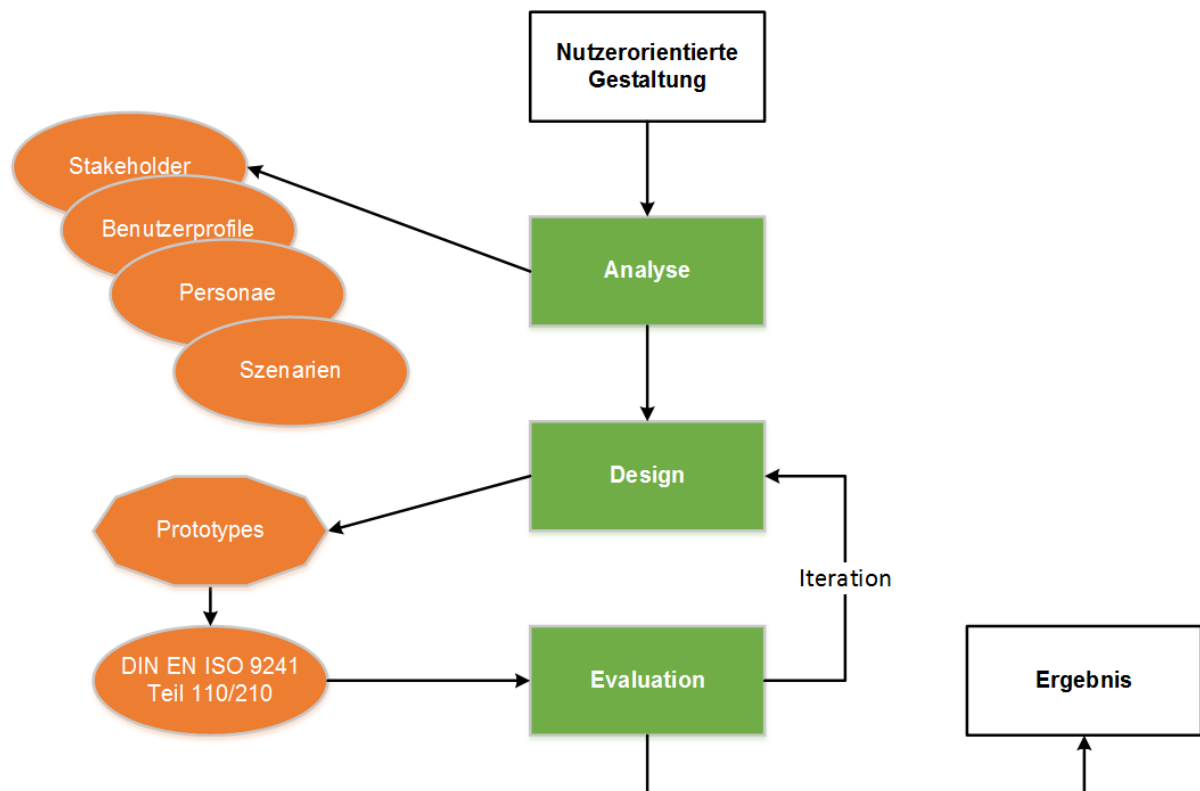 Nutzerorientierte
Gestaltung
Stakeholder
Benutzerprofile
Analyse
Personae
Szenarien
Design
Prototypes
Iteration
DIN EN ISO 9241
Teil 110/210
Evaluation
Ergebnis